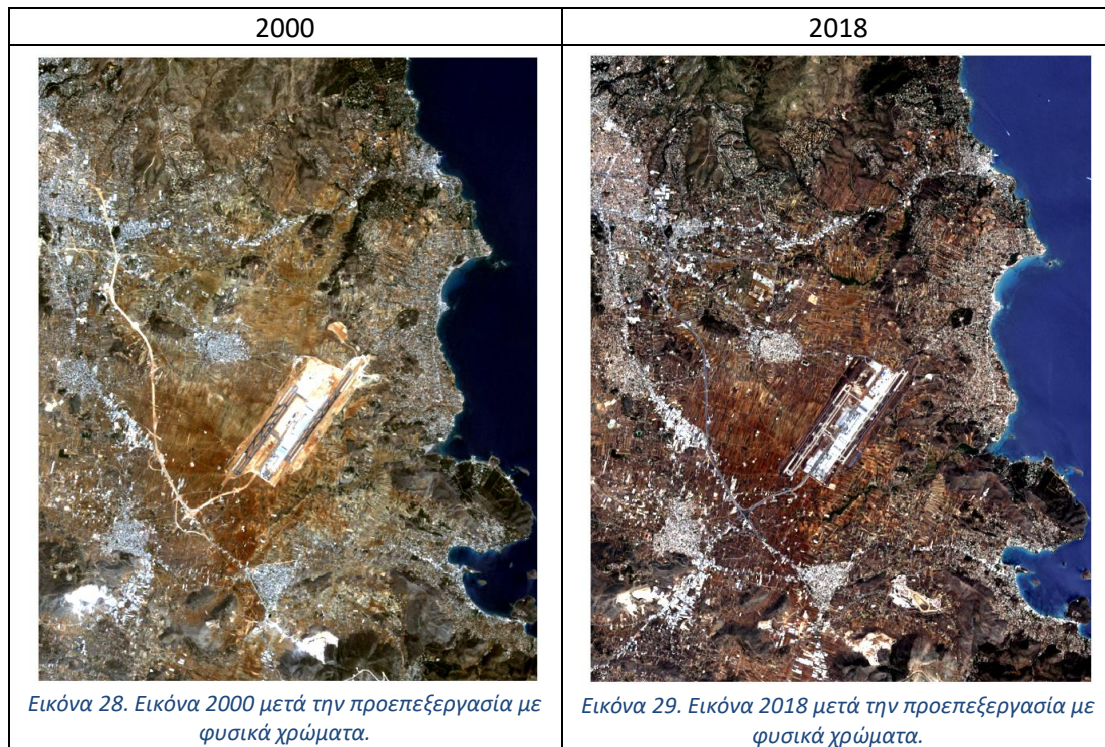 2000
2018
Εικόνα 28. Εικόνα 2000 μετά την προεπεξεργασία με
φυσικά χρώματα.
Εικόνα 29. Εικόνα 2018 μετά την προεπεξεργασία με
φυσικά χρώματα.